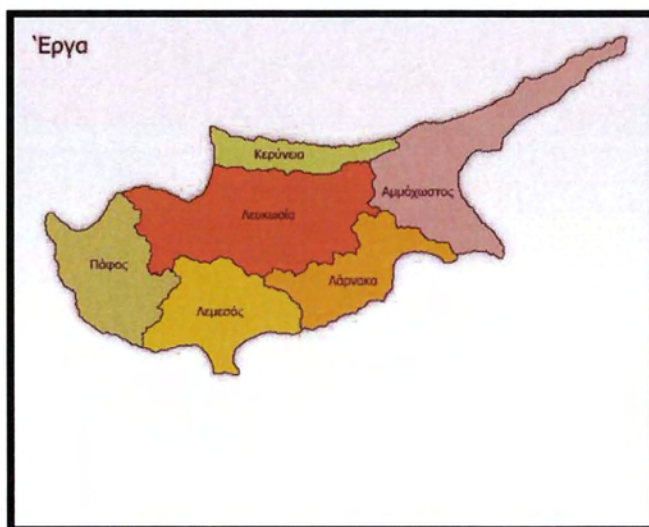 Έργα
Κερύνεια
Αμμόχωστος
Λευκωσία
Πάφος
Λάρνακα
Λεμεσός